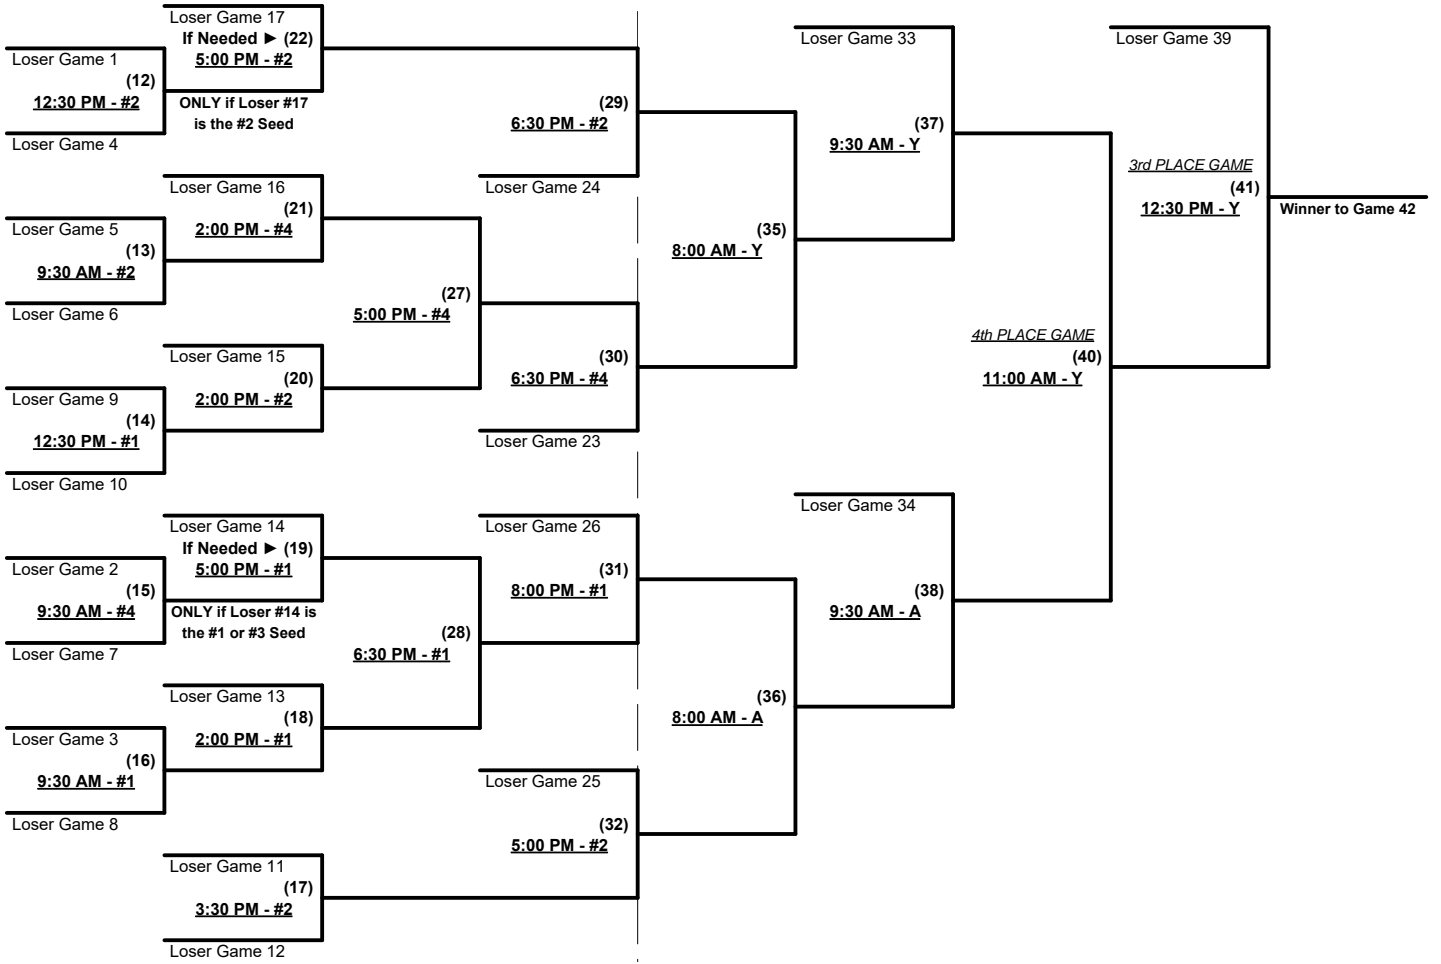 Loser Game 17
If Needed ► (22)
5:00 PM - #2
Loser Game 1
(12)
12:30 PM - #2
ONLY if Loser #17
is the #2 Seed
Loser Game 4
Loser Game 16
(21)
2:00 PM - #4
Loser Game 5
(13)
9:30 AM - #2
Loser Game 6
Loser Game 15
(20)
2:00 PM - #2
Loser Game 9
(14)
12:30 PM - #1
Loser Game 10
Loser Game 14
If Needed ► (19)
5:00 PM - #1
Loser Game 2
(15)
9:30 AM - #4
ONLY if Loser #14 is
the #1 or #3 Seed
Loser Game 7
Loser Game 13
(18)
2:00 PM - #1
Loser Game 3
(16)
9:30 AM - #1
Loser Game 8
Loser Game 11
(17)
3:30 PM - #2
Loser Game 12
(27)
5:00 PM - #4
(28)
6:30 PM - #1
(29)
6:30 PM - #2
Loser Game 24
(30)
6:30 PM - #4
Loser Game 23
Loser Game 26
(31)
8:00 PM - #1
Loser Game 25
(32)
5:00 PM - #2
(35)
8:00 AM - Y
(36)
8:00 AM - A
Loser Game 33
(37)
9:30 AM - Y
Loser Game 34
(38)
9:30 AM - A
4th PLACE GAME
(40)
11:00 AM - Y
Loser Game 39
3rd PLACE GAME
(41)
12:30 PM - Y
Winner to Game 42